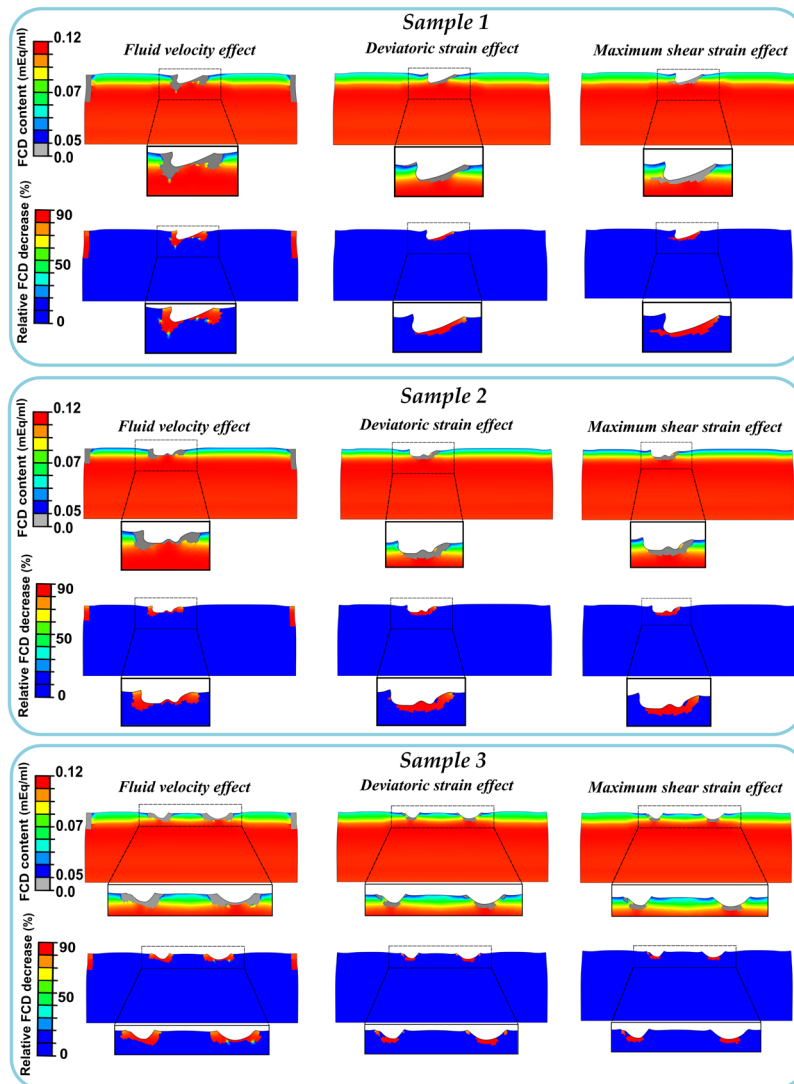 Sample 1
Fluid velocity effect
Deviatoric strain effect
Maximum shear strain effect
FCD content (mEq/ml)
0.12
0.07
0.05
0.0
Relative FCD decrease (%)
90
50
0
Sample 2
Fluid velocity effect
Deviatoric strain effect
Maximum shear strain effect
FCD content (mEq/ml)
0.12
0.07
0.05
0.0
Relative FCD decrease (%)
90
50
0
Sample 3
Fluid velocity effect
Deviatoric strain effect
Maximum shear strain effect
FCD content (mEq/ml)
0.12
0.07
0.05
0.0
Relative FCD decrease (%)
90
50
0